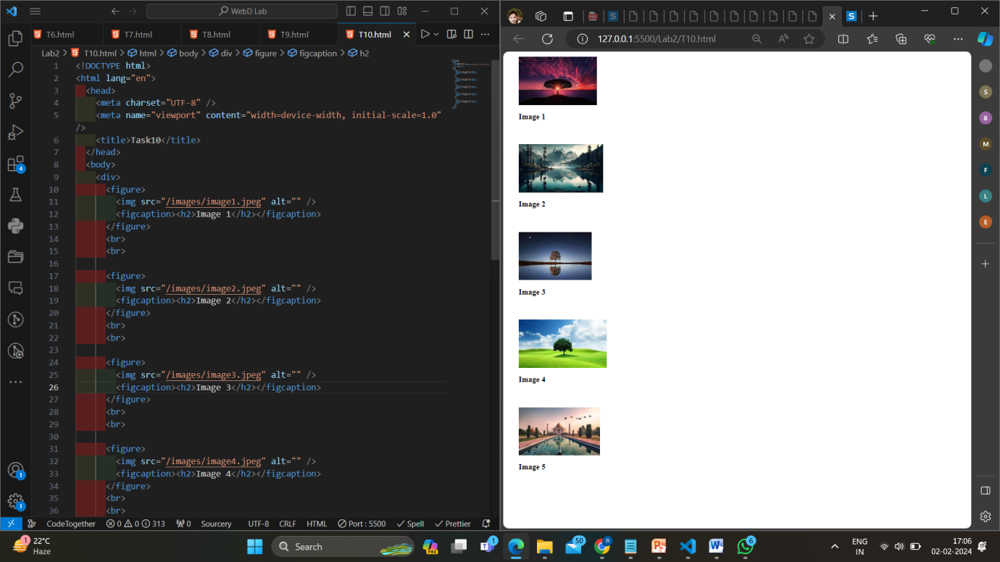 WebD Lab
T6.html
T7.html
T8.html
T9.html
T10.html
Lab2 > T10.html > html > body > div > figure > figcaption > h2
1 <!DOCTYPE html>
2 <html lang="en">
3 <head>
4 <meta charset="UTF-8" />
5 <meta name="viewport" content="width=device-width, initial-scale=1.0"
/>
6 <title>Task10</title>
7 </head>
8 <body>
9 <div>
10 <figure>
11 <img src="/images/image1.jpeg" alt="" />
12 <figcaption><h2>Image 1</h2></figcaption>
13 </figure>
14 <br>
15 <br>
16
17 <figure>
18 <img src="/images/image2.jpeg" alt="" />
19 <figcaption><h2>Image 2</h2></figcaption>
20 </figure>
21 <br>
22 <br>
23
24 <figure>
25 <img src="/images/image3.jpeg" alt="" />
26 <figcaption><h2>Image 3</h2></figcaption>
27 </figure>
28 <br>
29 <br>
30
31 <figure>
32 <img src="/images/image4.jpeg" alt="" />
33 <figcaption><h2>Image 4</h2></figcaption>
34 </figure>
35 <br>
36 <br>
4
1
1
CodeTogether 0 0 313 0 Sourcery UTF-8 CRLF HTML Port : 5500 Spell Prettier
127.0.0.1:5500/Lab2/T10.html
Image 1
Image 2
Image 3
Image 4
Image 5
S
B
M
F
L
E
1
22°C
Haze
Search
PRE
1
50
R
6
ENG
IN
17:06
02-02-2024